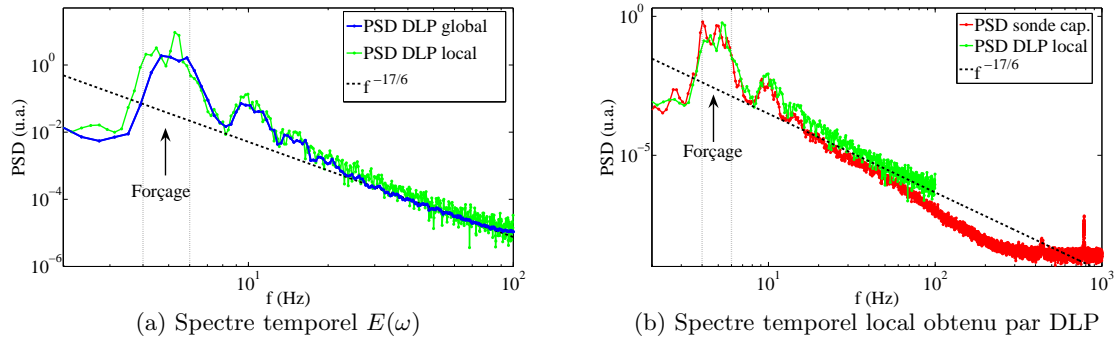 PSD DLP global
PSD DLP local
f^{-17/6}
10^0
10^{-2}
10^{-4}
10^{-6}
PSD (u.a.)
Forçage
10^1
10^2
f (Hz)
(a) Spectre temporel E(ω)
PSD sonde cap.
PSD DLP local
f^{-17/6}
10^0
10^{-5}
PSD (u.a.)
Forçage
10^1
10^2
10^3
f (Hz)
(b) Spectre temporel local obtenu par DLP